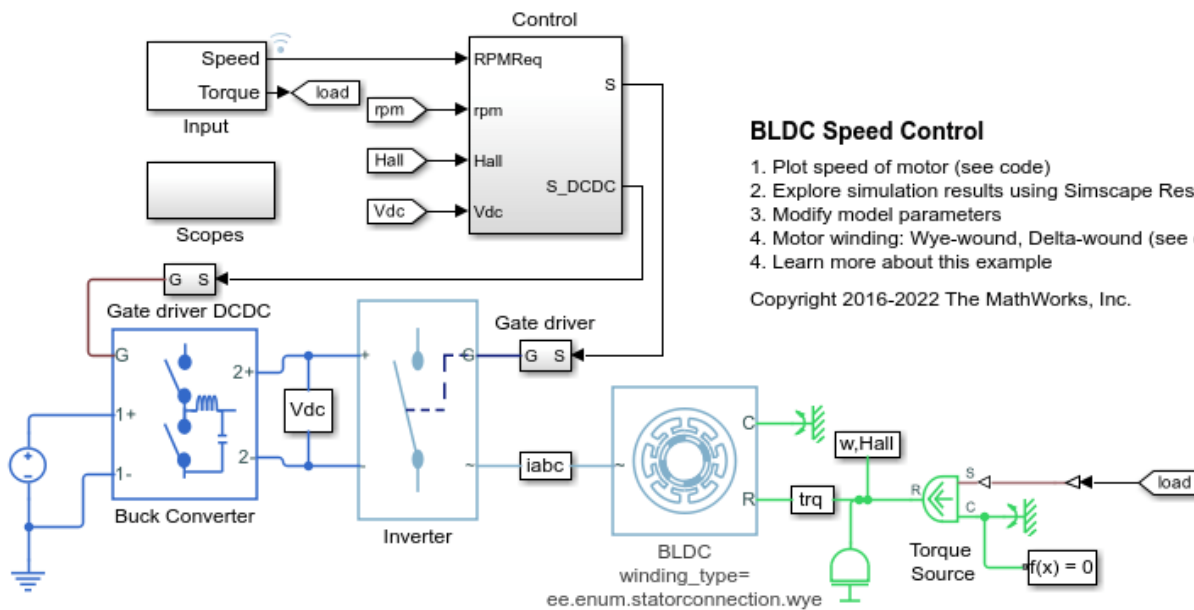 Control
Speed
Torque
load
Input
Scopes
RPMReq
rpm
rpm
Hall
Hall
Vdc
Vdc
S
S_DCDC
BLDC Speed Control
1. Plot speed of motor (see code)
2. Explore simulation results using Simscape Res
3. Modify model parameters
4. Motor winding: Wye-wound, Delta-wound (see
4. Learn more about this example
Copyright 2016-2022 The MathWorks, Inc.
G S
Gate driver DCDC
Gate driver
G S
G
1+
1-
2+
2-
Buck Converter
Vdc
+
-
G
~
Inverter
iabc
~
C
R
BLDC
winding_type=
ee.enum.statorconnection.wye
trq
w,Hall
R
S
C
Torque
Source
load
f(x) = 0